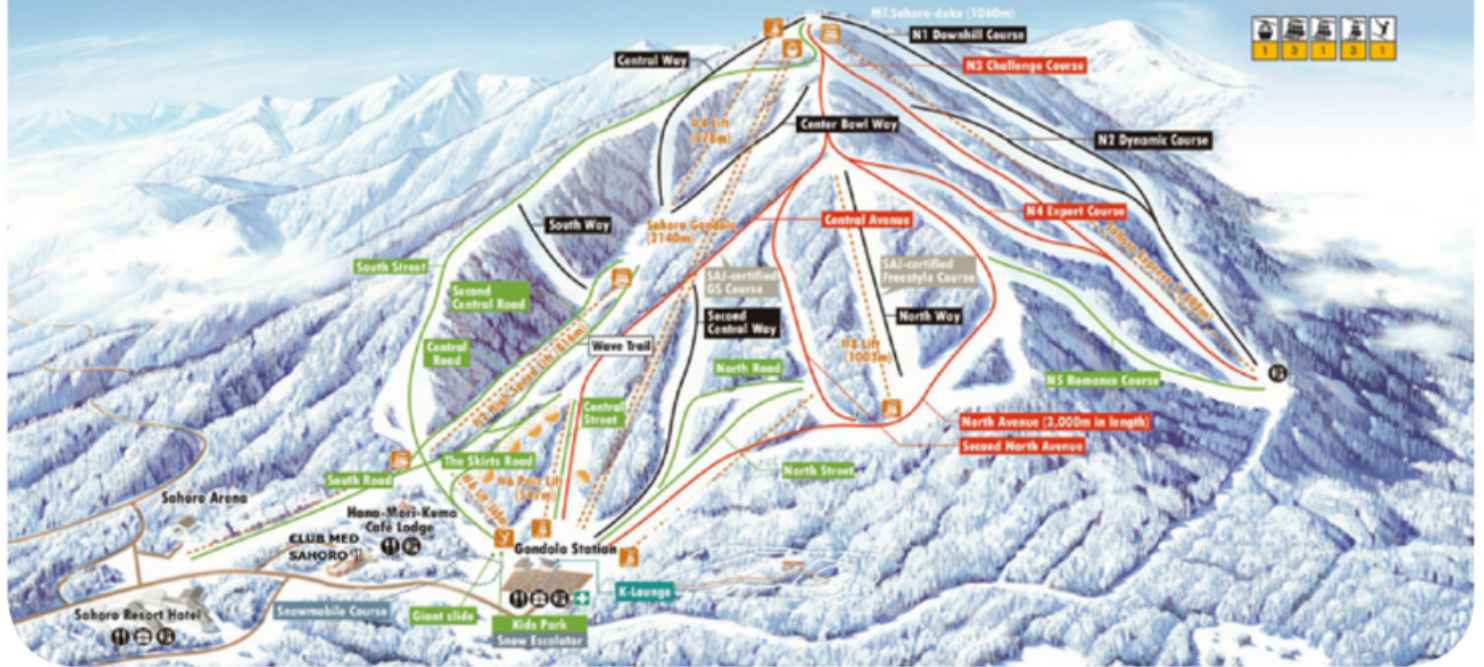 MT.Sahoro-dake (1060m)
N1 Downhill Course
1 3 1 3 1
Central Way
N3 Challenge Course
Center Bowl Way
N2 Dynamic Course
South Way
Sahoro Gondola
(2140m)
Central Avenue
N4 Expert Course
South Street
SAJ-certified
GS Course
SAJ-certified
Freestyle Course
Second
Central Road
Second
Central Way
North Way
Central
Road
Wave Trail
#8 Lift
(1003m)
North Road
N5 Romance Course
Central
Street
North Avenue (3,000m in length)
Second North Avenue
The Skirts Road
North Street
South Road
#6 Pair Lift
Sahoro Arena
Hana-Mari-Kuma
Café Lodge
CLUB MED
SAHORO
Gondola Station
K-Lounge
Snowmobile Course
Giant slide
Sahoro Resort Hotel
Kids Park
Snow Escalator